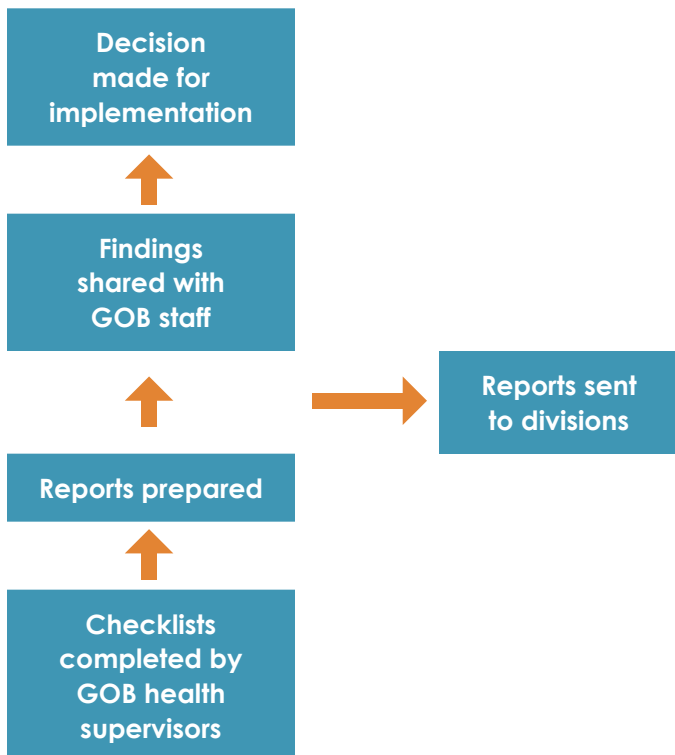 Decision
made for
implementation
Findings
shared with
GOB staff
Reports sent
to divisions
Reports prepared
Checklists
completed by
GOB health
supervisors